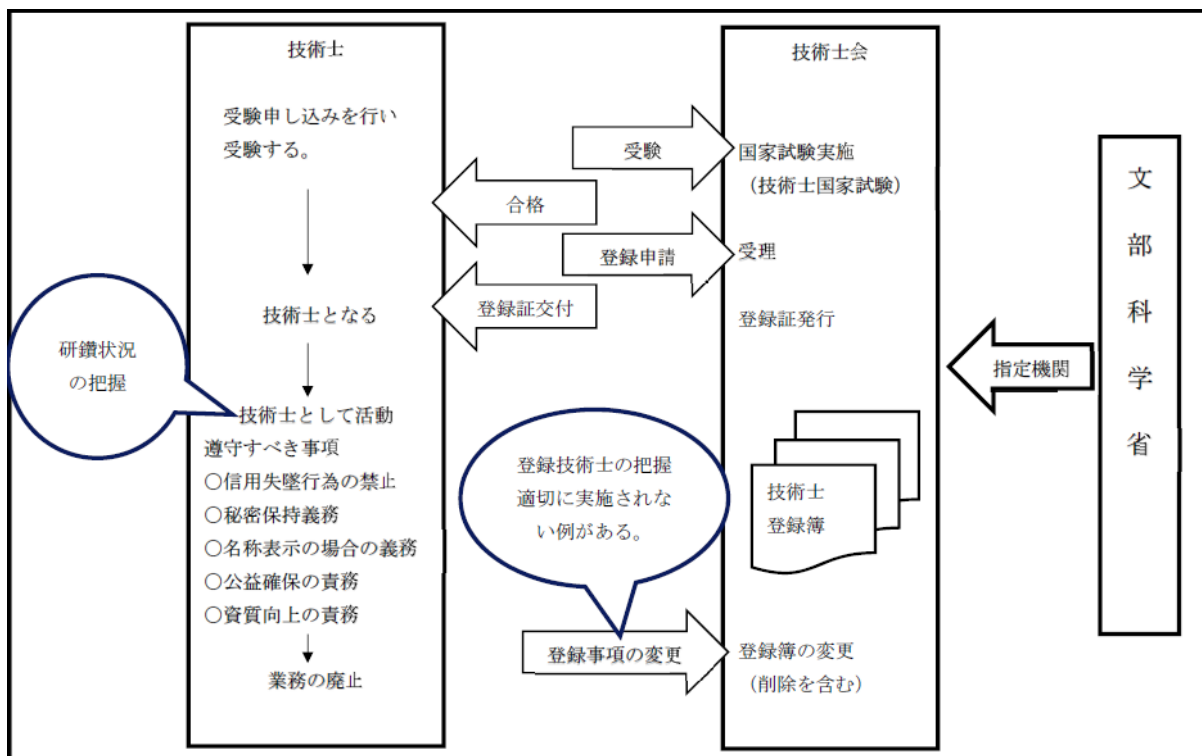 技術士
受験申し込みを行い
受験する。
技術士となる
技術士として活動
遵守すべき事項
○信用失墜行為の禁止
○秘密保持義務
○名称表示の場合の義務
○公益確保の責務
○資質向上の責務
業務の廃止
研鑽状況
の把握
受験
合格
登録申請
登録証交付
登録技術士の把握
適切に実施されな
い例がある。
登録事項の変更
技術士会
国家試験実施
(技術士国家試験)
受理
登録証発行
技術士
登録簿
登録簿の変更
(削除を含む)
指定機関
文部科学省